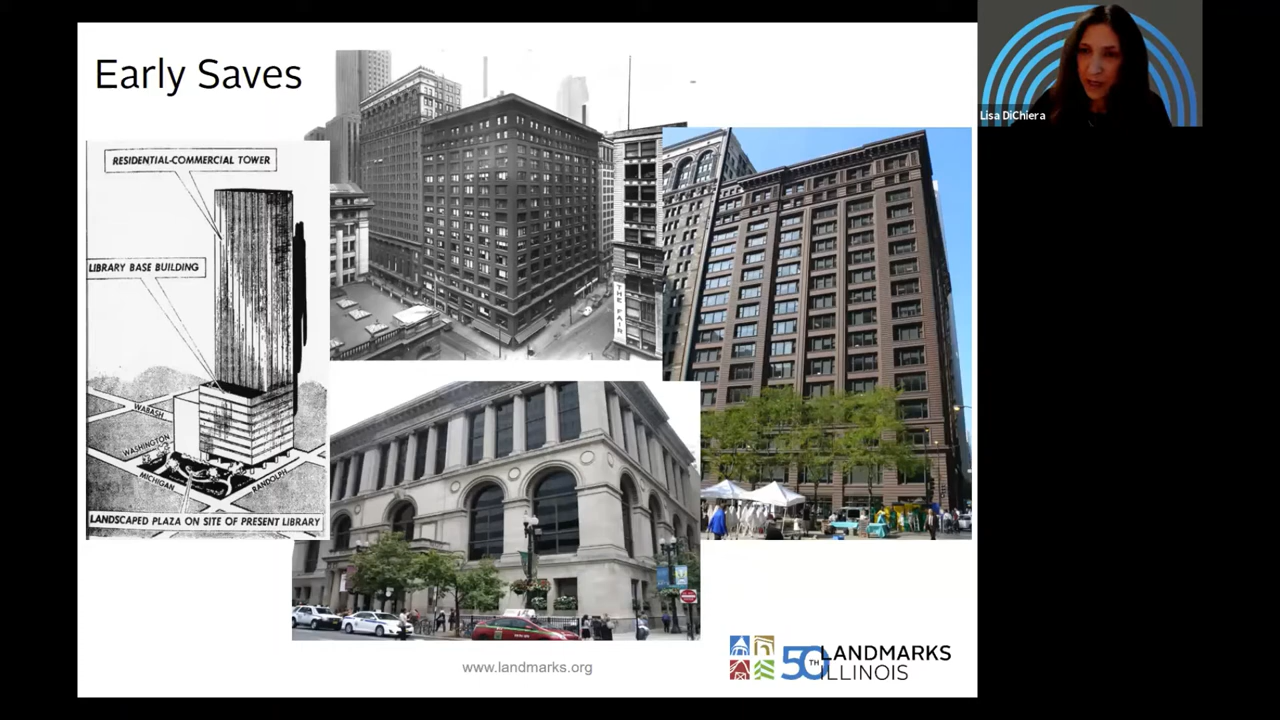 Early Saves
Lisa DiChiera
RESIDENTIAL-COMMERCIAL TOWER
LIBRARY BASE BUILDING
WABASH
WASHINGTON
MICHIGAN
RANDOLPH
LANDSCAPED PLAZA ON SITE OF PRESENT LIBRARY
THE FAIR
www.landmarks.org
50TH LANDMARKS
ILLINOIS